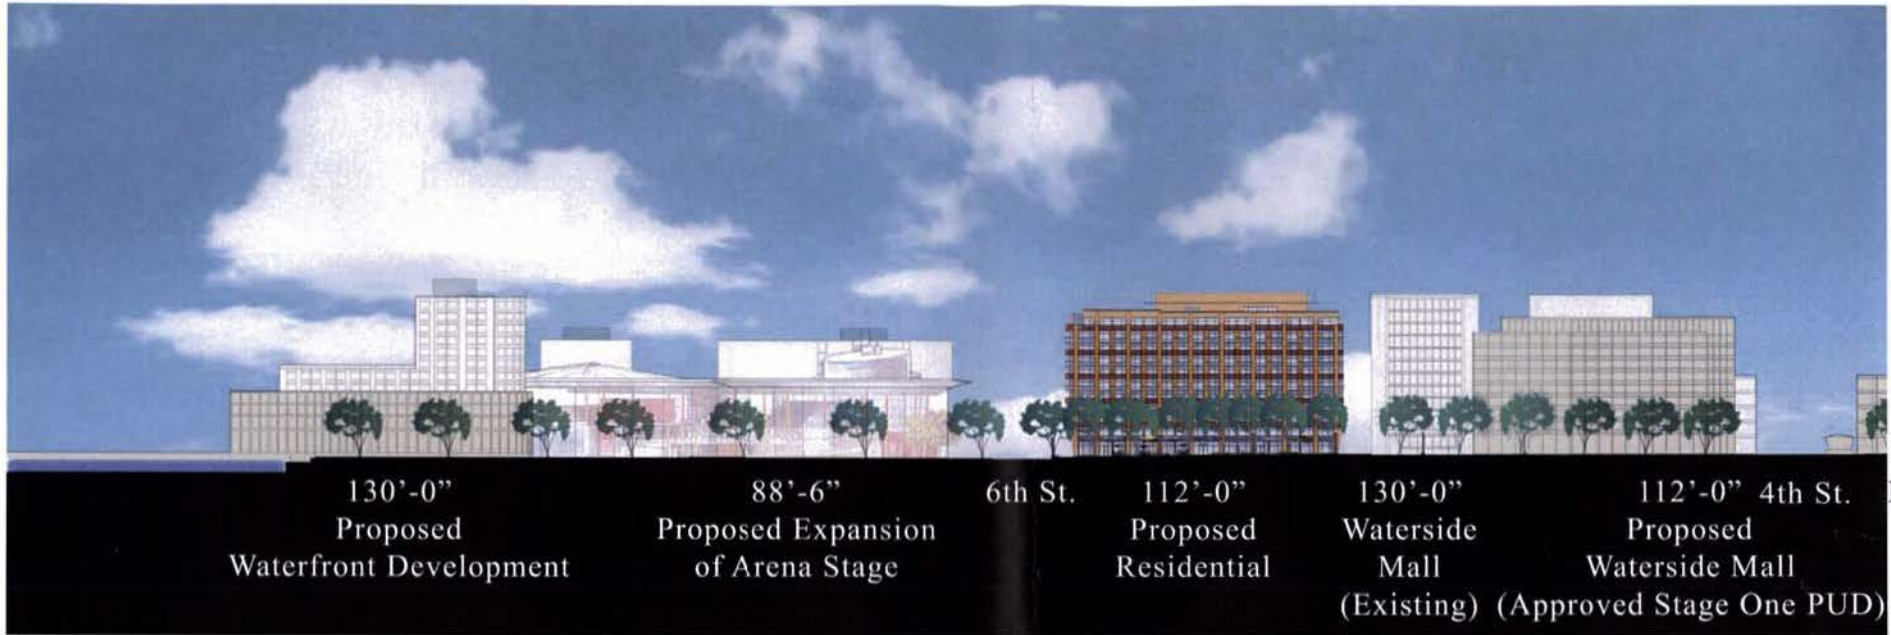 130'-0”
Proposed
Waterfront Development
88'-6”
Proposed Expansion
of Arena Stage
6th St.
112'-0”
Proposed
Residential
130'-0”
Waterside
Mall
(Existing)
112'-0”
4th St.
Proposed
Waterside Mall
(Approved Stage One PUD)